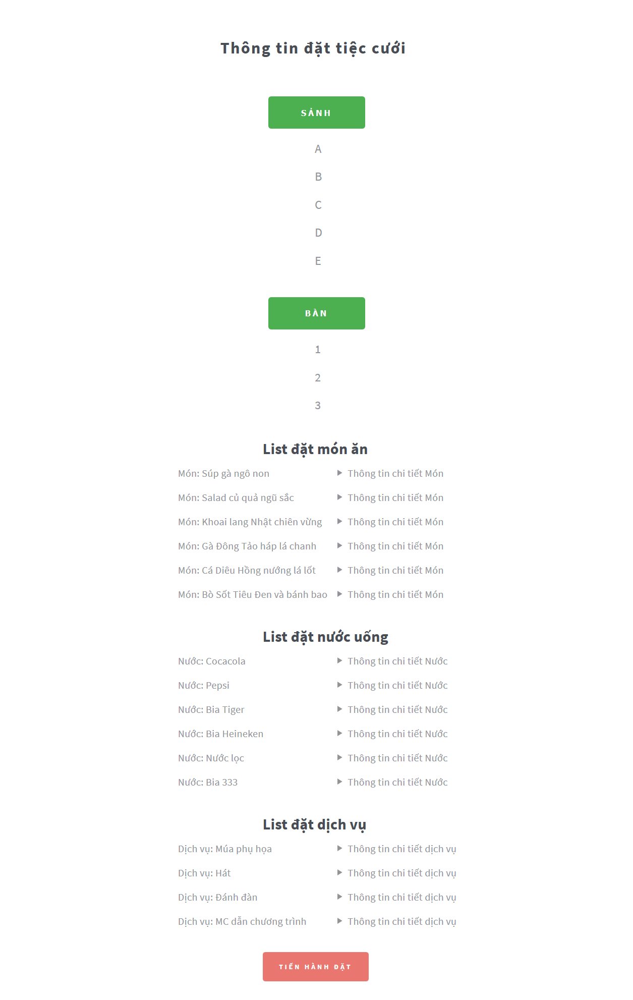 Thông tin đặt tiệc cưới
SẢNH
A
B
C
D
E
BÀN
1
2
3
List đặt món ăn
Món: Súp gà ngô non ▶ Thông tin chi tiết Món
Món: Salad củ quả ngũ sắc ▶ Thông tin chi tiết Món
Món: Khoai lang Nhật chiên vừng ▶ Thông tin chi tiết Món
Món: Gà Đông Tảo háp lá chanh ▶ Thông tin chi tiết Món
Món: Cá Diêu Hồng nướng lá lốt ▶ Thông tin chi tiết Món
Món: Bò Sốt Tiêu Đen và bánh bao ▶ Thông tin chi tiết Món
List đặt nước uống
Nước: Cocacola ▶ Thông tin chi tiết Nước
Nước: Pepsi ▶ Thông tin chi tiết Nước
Nước: Bia Tiger ▶ Thông tin chi tiết Nước
Nước: Bia Heineken ▶ Thông tin chi tiết Nước
Nước: Nước lọc ▶ Thông tin chi tiết Nước
Nước: Bia 333 ▶ Thông tin chi tiết Nước
List đặt dịch vụ
Dịch vụ: Múa phụ họa ▶ Thông tin chi tiết dịch vụ
Dịch vụ: Hát ▶ Thông tin chi tiết dịch vụ
Dịch vụ: Đánh đàn ▶ Thông tin chi tiết dịch vụ
Dịch vụ: MC dẫn chương trình ▶ Thông tin chi tiết dịch vụ
TIẾN HÀNH ĐẶT